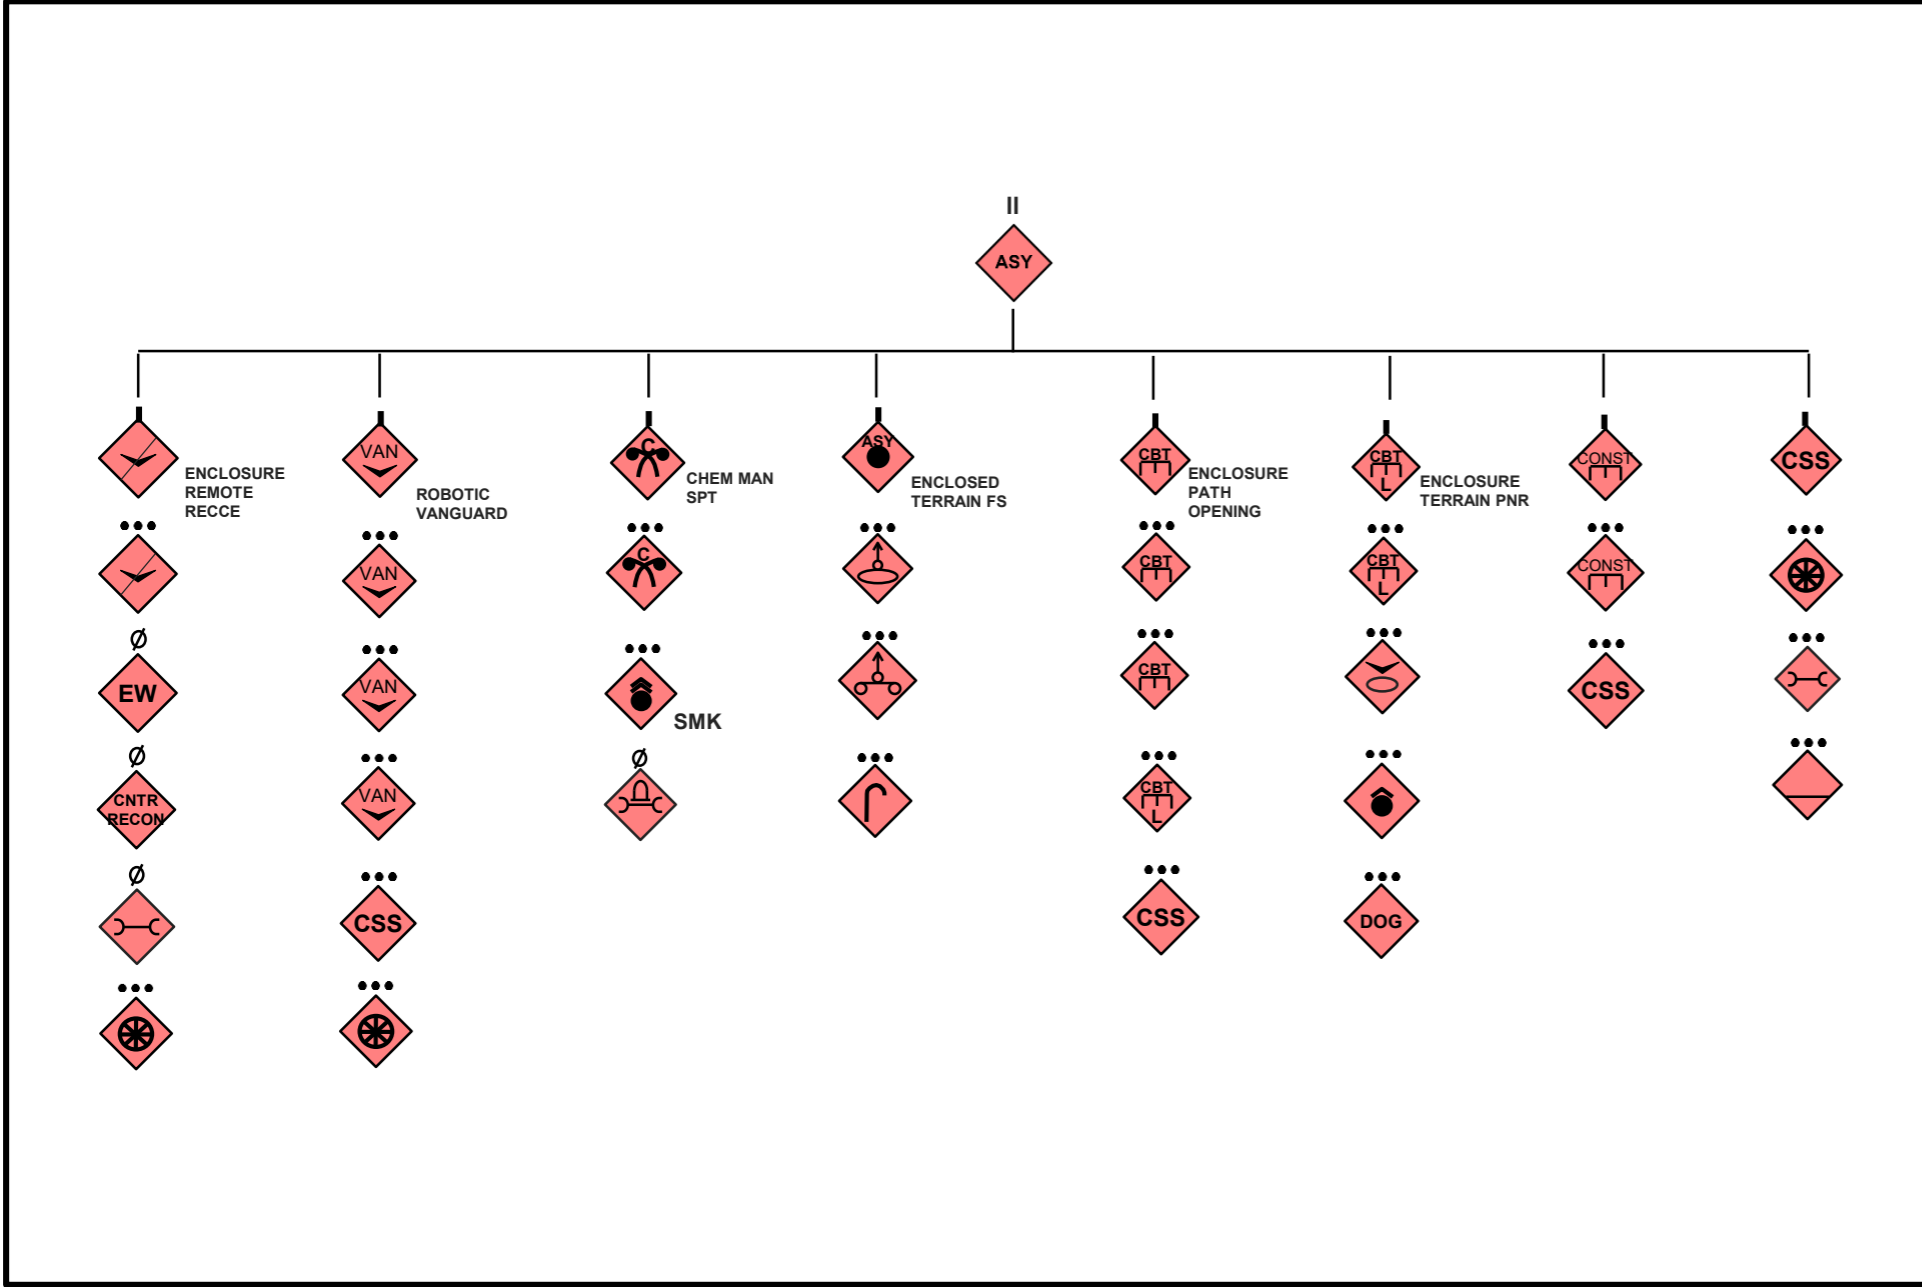 II
ASY
ENCLOSURE
REMOTE
RECCE
EW
CNTR
RECON
VAN
ROBOTIC
VANGUARD
VAN
VAN
VAN
CSS
C
CHEM MAN
SPT
C
SMK
ASY
ENCLOSED
TERRAIN FS
CBT
ENCLOSURE
PATH
OPENING
CBT
CBT
CBT
L
CSS
CBT
L
ENCLOSURE
TERRAIN PNR
CBT
L
DOG
CONST
CONST
CSS
CSS